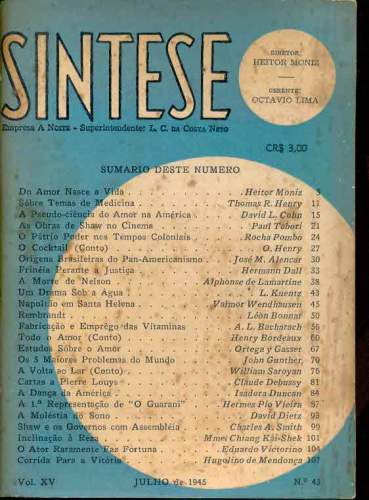 SINTESE
DIRETOR:
HEITOR MONIZ
GERENTE:
OCTAVIO LIMA
Empresa A NOITE - Superintendente: L. C. DA COSTA NETO
CR$ 3,00
SUMARIO DESTE NUMERO
Do Amor Nasce a Vida . . . Heitor Moniz 5
Sôbre Temas de Medicina . . . Thomas R. Henry 11
A Pseudo-ciência do Amor na América . . . David L. Cohn 15
As Obras de Shaw no Cinema . . . Paul Tabori 21
O Pátrio Poder nos Tempos Coloniais . . . Rocha Pombo 24
O Cocktail (Conto) . . . O. Henry 27
Origens Brasileiras do Pan-Americanismo . . . José M. Alencar 30
Frinéia Perante a Justiça . . . Hermann Dall 33
A Morte de Nelson . . . Alphonse de Lamartine 38
Um Drama Sob a Agua . . . L. Kuentz 43
Napoleão em Santa Helena . . . Valmor Wendhausen 45
Rembrandt . . . Léon Bonnat 50
Fabricação e Emprêgo das Vitaminas . . . A. L. Bacharach 56
Todo o Amor (Conto) . . . Henry Bordeaux 60
Estudos Sôbre o Amor . . . Ortega y Gasset 67
Os 5 Maiores Problemas do Mundo . . . John Gunther, 70
A Volta ao Lar (Conto) . . . William Saroyan 76
Cartas a Pierre Louys . . . Claude Debussy 81
A Dança da América . . . Isadora Duncan 84
A 1.ª Representação de "O Guarani" . . . Hermes Pio Vieira 87
A Moléstia do Sono . . . David Dietz 93
Shaw e os Governos com Assembléia . . . Charles A. Smith 99
Inclinação à Reza . . . Mmei Chiang Kai-Shek 101
O Ator Raramente Faz Fortuna . . . Eduardo Victorino 104
Corrida Para a Vitória . . . Hugolino de Mendonça 107
Vol. XV JULHO de 1945 N.º 43